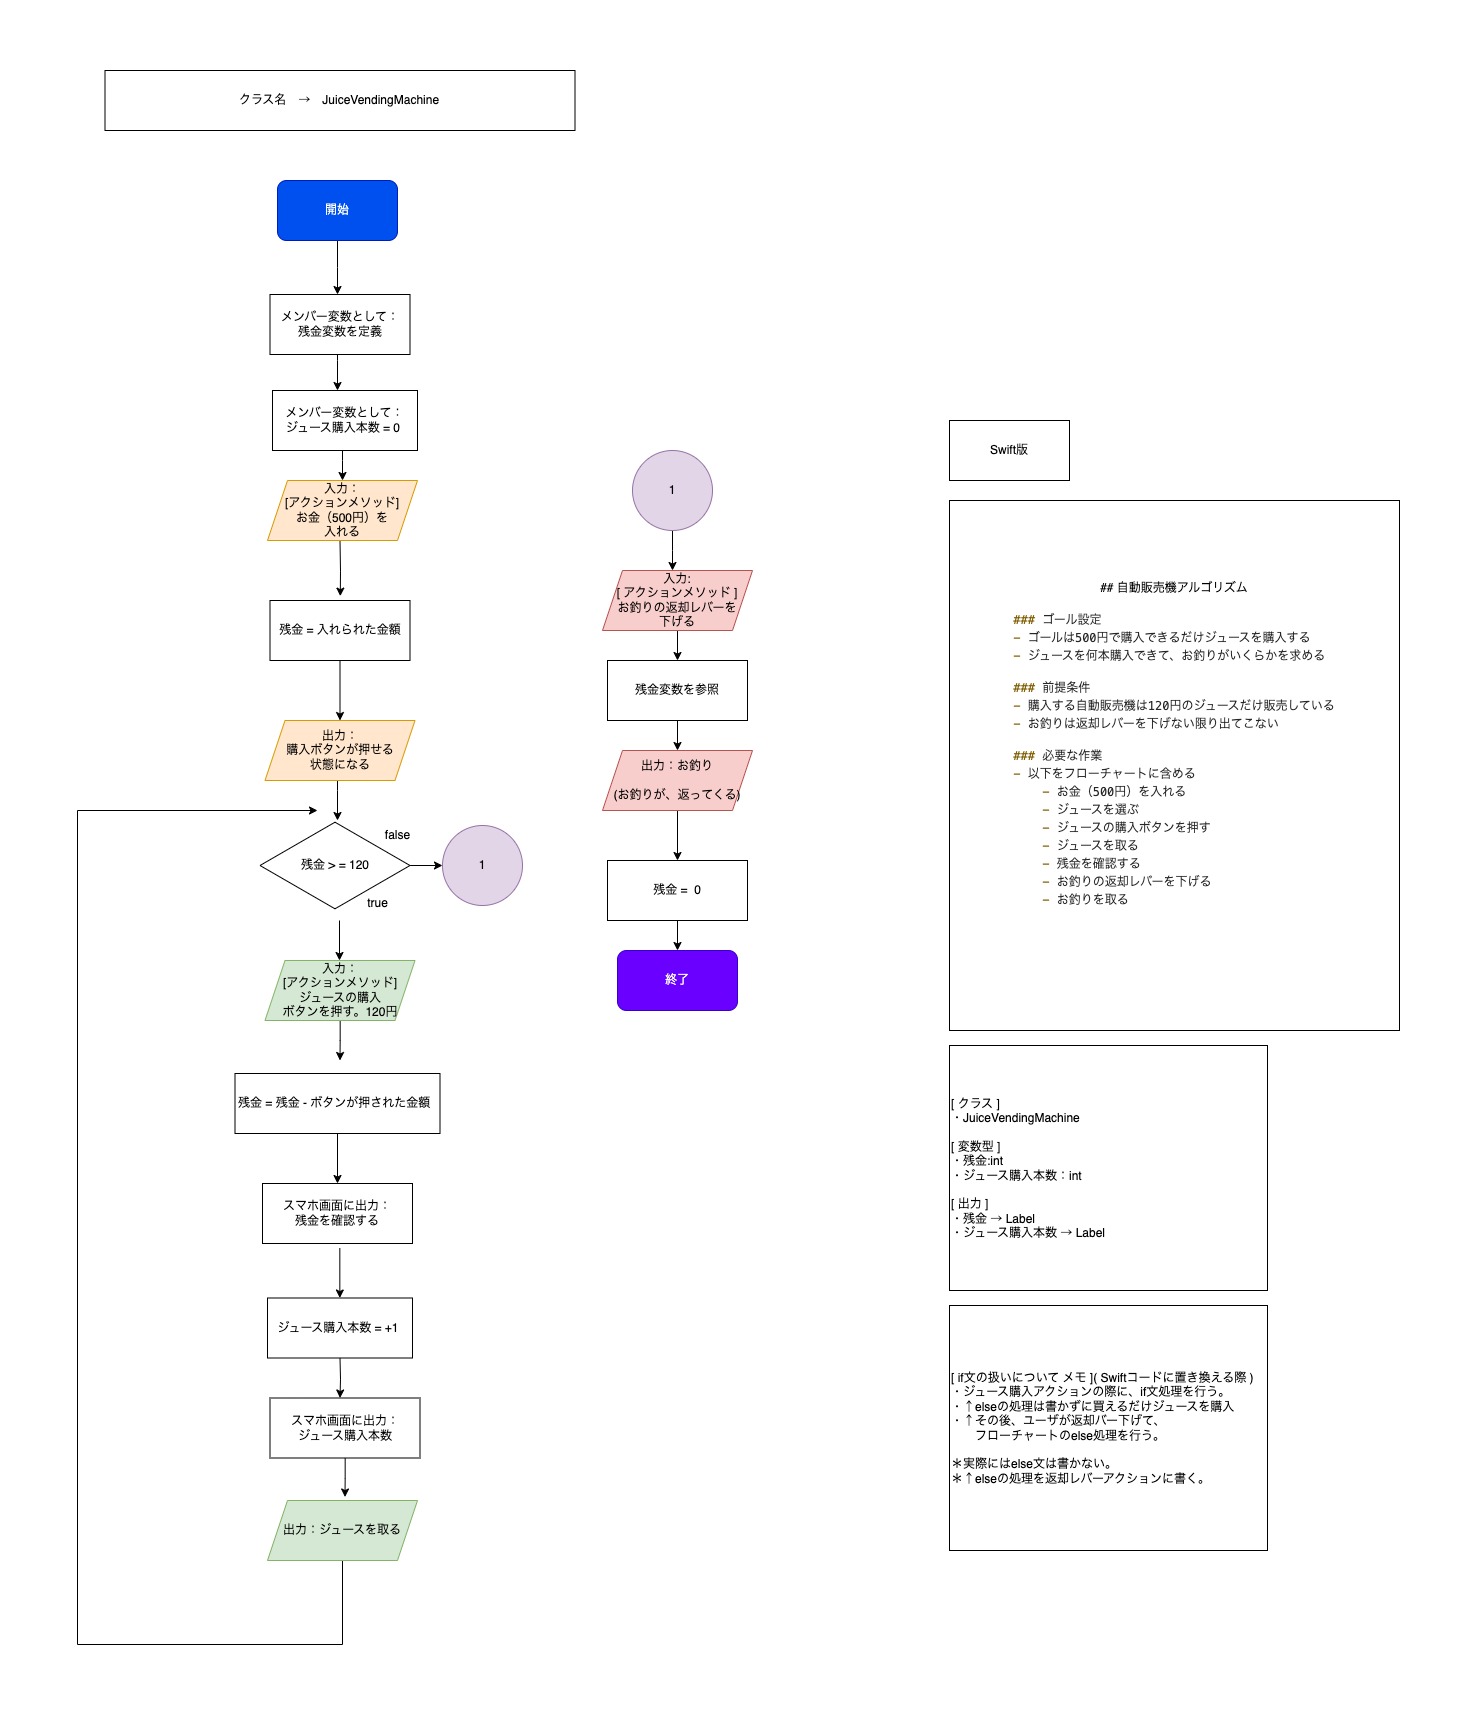 クラス名　→　JuiceVendingMachine
開始
メンバー変数として：
残金変数を定義
メンバー変数として：
ジュース購入本数 = 0
入力：
[アクションメソッド]
お金（500円）を
入れる
残金 = 入れられた金額
出力：
購入ボタンが押せる
状態になる
残金 > = 120
false
1
true
入力：
[アクションメソッド]
ジュースの購入
ボタンを押す。120円
残金 = 残金 - ボタンが押された金額
スマホ画面に出力：
残金を確認する
ジュース購入本数 = +1
スマホ画面に出力：
ジュース購入本数
出力：ジュースを取る
1
入力:
[ アクションメソッド ]
お釣りの返却レバーを
下げる
残金変数を参照
出力：お釣り
(お釣りが、返ってくる)
残金 = 0
終了
Swift版
## 自動販売機アルゴリズム
### ゴール設定
- ゴールは500円で購入できるだけジュースを購入する
- ジュースを何本購入できて、お釣りがいくらかを求める
### 前提条件
- 購入する自動販売機は120円のジュースだけ販売している
- お釣りは返却レバーを下げない限り出てこない
### 必要な作業
- 以下をフローチャートに含める
- お金（500円）を入れる
- ジュースを選ぶ
- ジュースの購入ボタンを押す
- ジュースを取る
- 残金を確認する
- お釣りの返却レバーを下げる
- お釣りを取る
[ クラス ]
・JuiceVendingMachine
[ 変数型 ]
・残金:int
・ジュース購入本数：int
[ 出力 ]
・残金 → Label
・ジュース購入本数 → Label
[ if文の扱いについて メモ ]( Swiftコードに置き換える際 )
・ジュース購入アクションの際に、if文処理を行う。
・↑elseの処理は書かずに買えるだけジュースを購入
・↑その後、ユーザが返却バー下げて、
フローチャートのelse処理を行う。
＊実際にはelse文は書かない。
＊↑elseの処理を返却レバーアクションに書く。